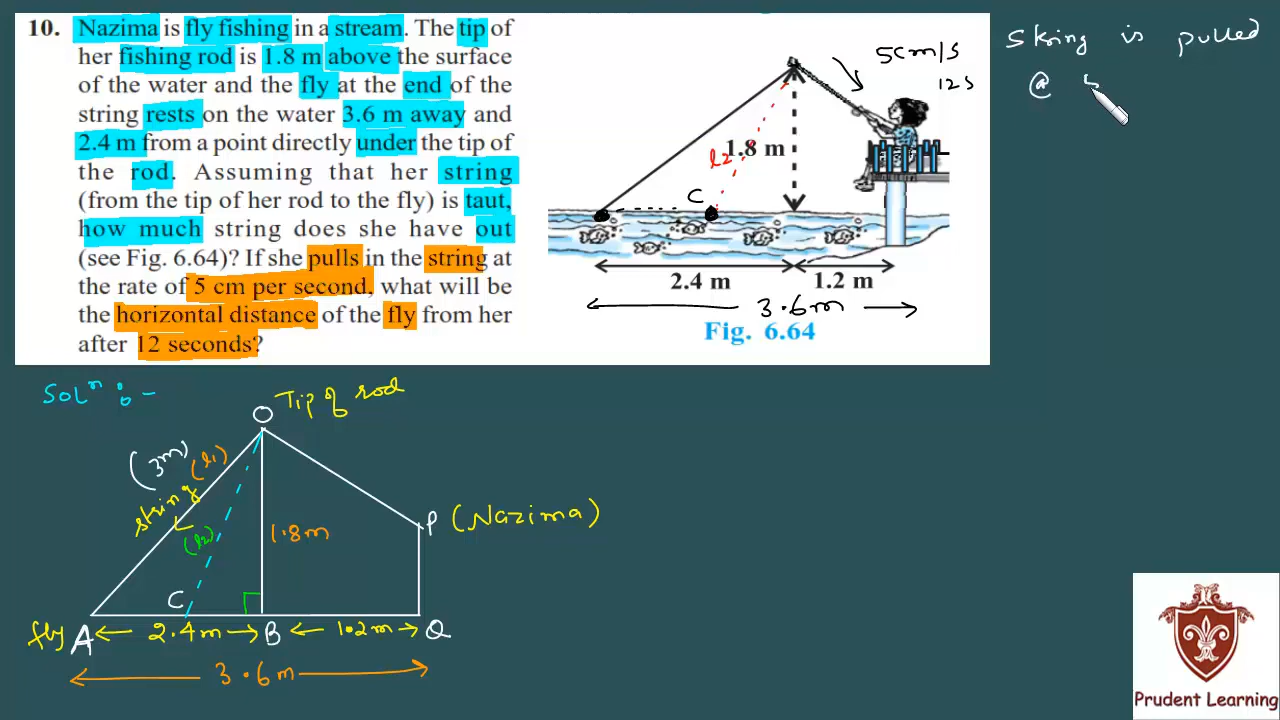 10. Nazima is fly fishing in a stream. The tip of
her fishing rod is 1.8 m above the surface
of the water and the fly at the end of the
string rests on the water 3.6 m away and
2.4 m from a point directly under the tip of
the rod. Assuming that her string
(from the tip of her rod to the fly) is taut,
how much string does she have out
(see Fig. 6.64)? If she pulls in the string at
the rate of 5 cm per second, what will be
the horizontal distance of the fly from her
after 12 seconds?
5cm/s
12s
1.8 m
l2
C
2.4 m
1.2 m
3.6m
Fig. 6.64
String is pulled
@ 5
Solⁿ :-
O
Tip of rod
(3m)
(l1)
string
(l2)
1.8m
P (Nazima)
C
fly A
2.4m
B
1.2m
Q
3.6m
Prudent Learning